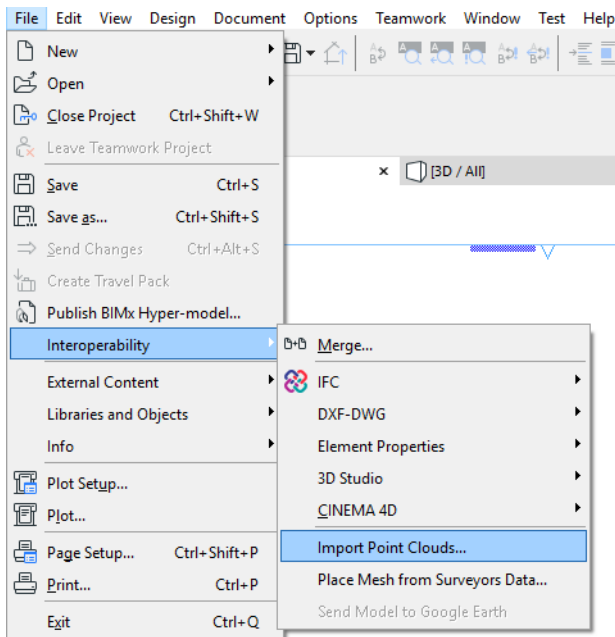 File Edit View Design Document Options Teamwork Window Test Help
New
Open
Close Project Ctrl+Shift+W
Leave Teamwork Project
[3D / All]
Save Ctrl+S
Save as... Ctrl+Shift+S
Send Changes Ctrl+Alt+S
Create Travel Pack
Publish BIMx Hyper-model...
Interoperability
External Content
Libraries and Objects
Info
Plot Setup...
Plot...
Page Setup... Ctrl+Shift+P
Print... Ctrl+P
Exit Ctrl+Q
Merge...
IFC
DXF-DWG
Element Properties
3D Studio
CINEMA 4D
Import Point Clouds...
Place Mesh from Surveyors Data...
Send Model to Google Earth